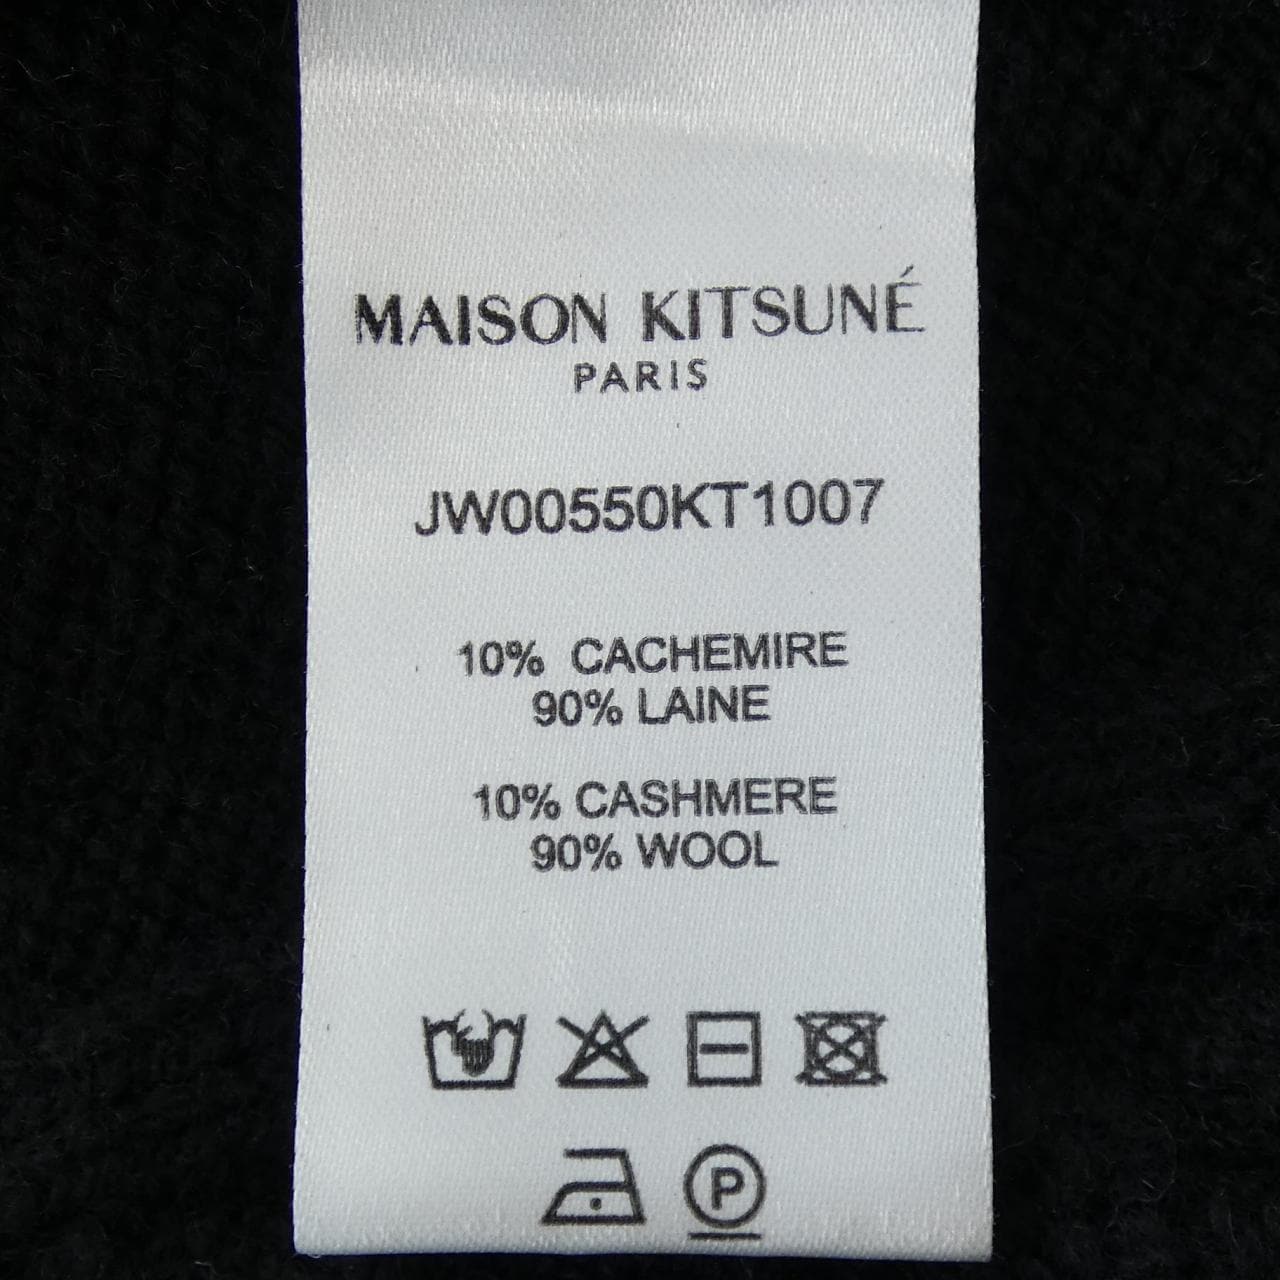 MAISON KITSUNÉ
PARIS
JW00550KT1007
10% CACHEMIRE
90% LAINE
10% CASHMERE
90% WOOL
P